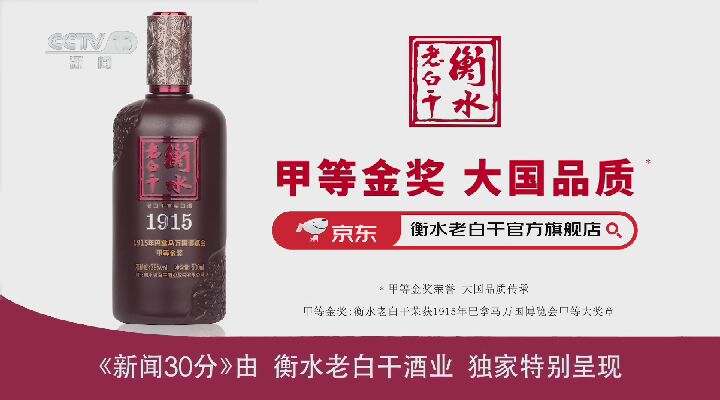 CCTV 13
新闻
衡水
老白干
甲等金奖 大国品质*
京东 衡水老白干官方旗舰店
* 甲等金奖荣誉 大国品质传承
甲等金奖:衡水老白干荣获1915年巴拿马万国博览会甲等大奖章
衡水
老白干
1915
1915年巴拿马万国博览会
甲等金奖
《新闻30分》由 衡水老白干酒业 独家特别呈现